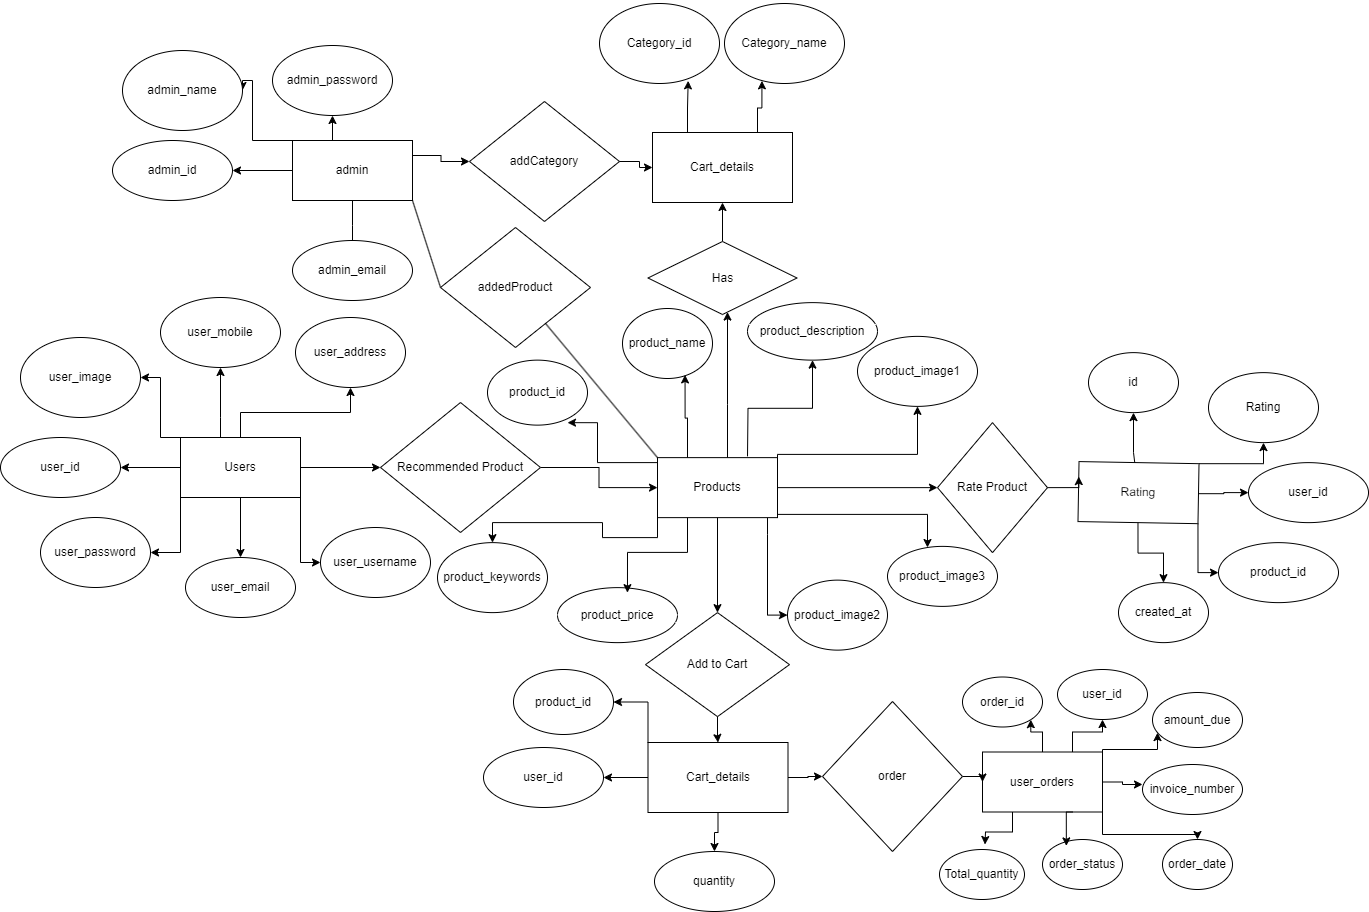 Category_id
Category_name
admin_name
admin_password
addCategory
Cart_details
admin_id
admin
admin_email
Has
addedProduct
user_mobile
product_description
product_name
user_address
product_image1
user_image
id
product_id
Rating
user_id
Users
Recommended Product
Products
Rate Product
Rating
user_id
user_password
user_username
user_email
product_keywords
product_image3
product_id
product_price
product_image2
created_at
Add to Cart
product_id
order_id
user_id
amount_due
user_id
Cart_details
order
user_orders
invoice_number
quantity
Total_quantity
order_status
order_date